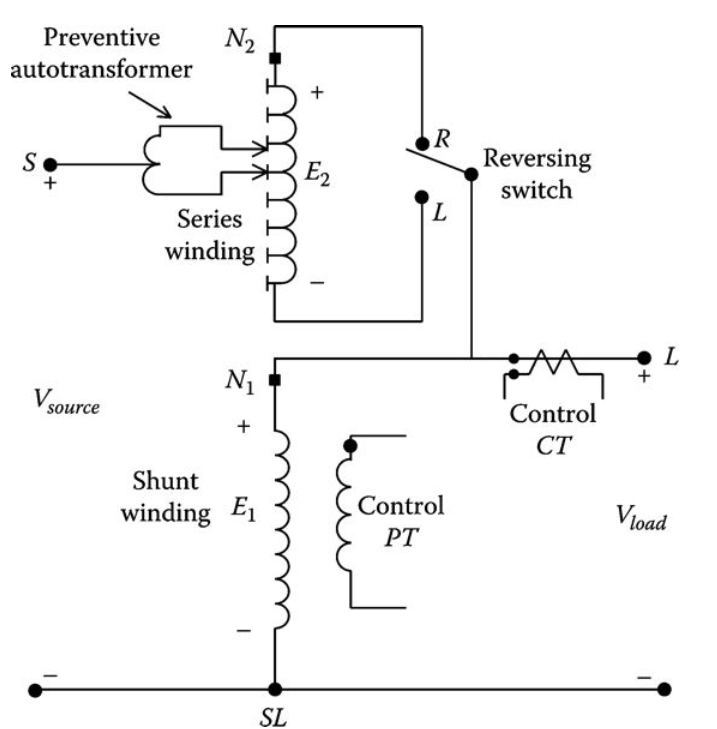 Preventive
autotransformer
N2
+
S
+
E2
R
Reversing
switch
L
Series
winding
−
N1
L
+
Control
CT
Vsource
+
Shunt
winding
E1
Control
PT
Vload
−
−
−
SL